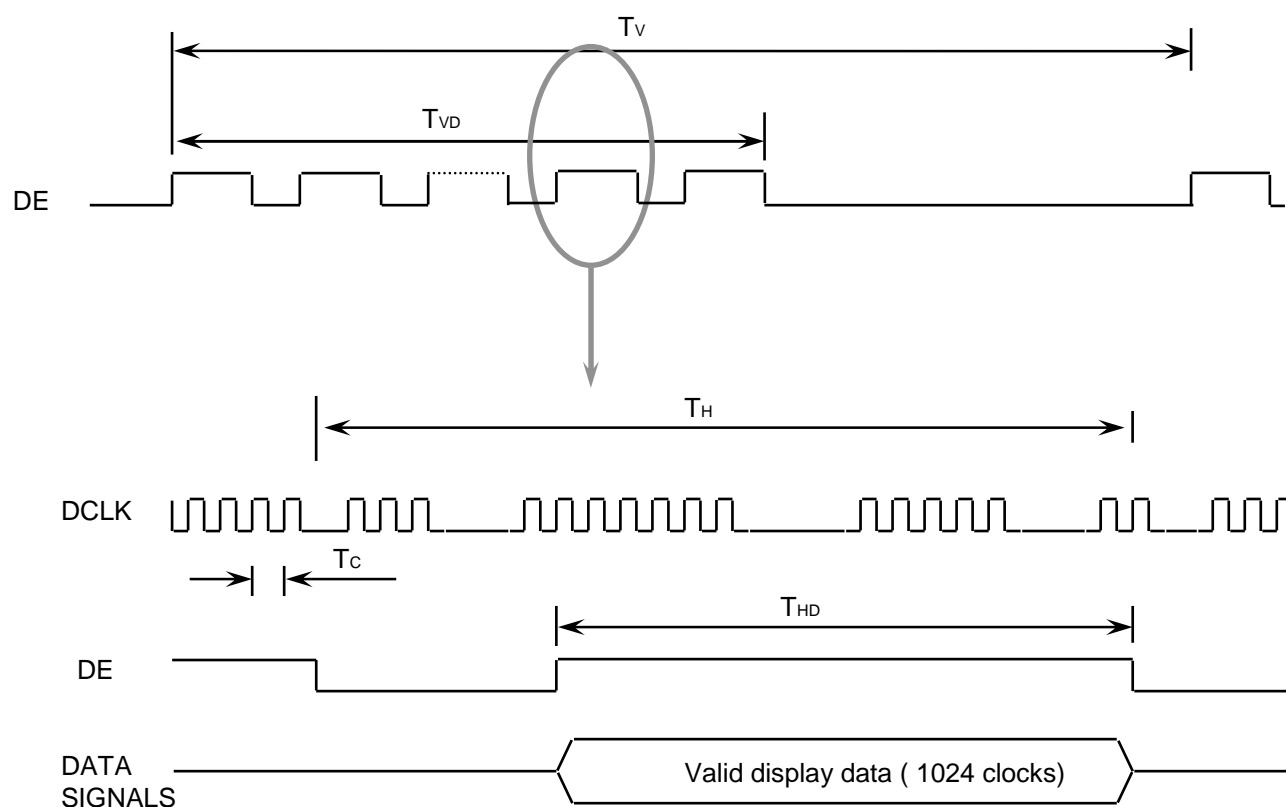 TV
TVD
DE
TH
DCLK
TC
THD
DE
DATA
SIGNALS
Valid display data ( 1024 clocks)